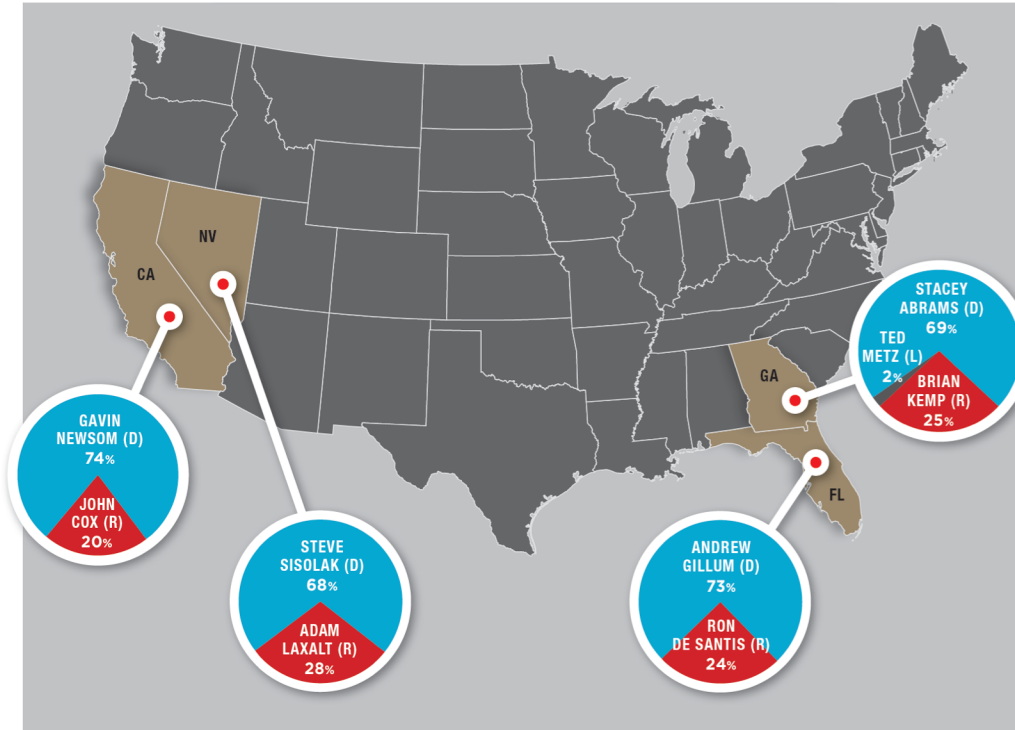 NV
CA
GA
FL
STACEY
ABRAMS (D)
69%
TED
METZ (L)
2%
BRIAN
KEMP (R)
25%
GAVIN
NEWSOM (D)
74%
JOHN
COX (R)
20%
STEVE
SISOLAK (D)
68%
ADAM
LAXALT (R)
28%
ANDREW
GILLUM (D)
73%
RON
DE SANTIS (R)
24%